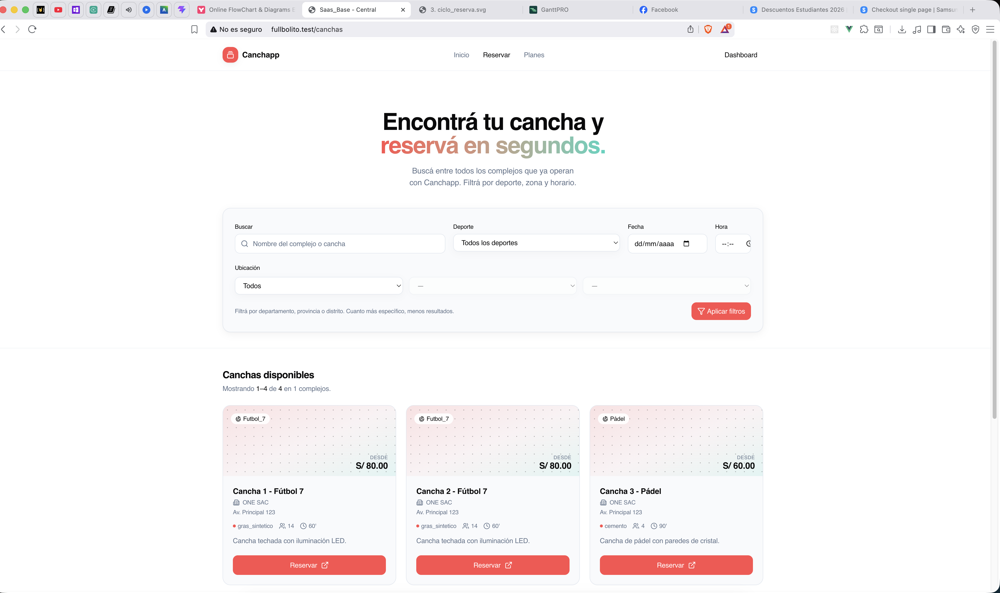 Online FlowChart & Diagrams E
Saas_Base - Central
3. ciclo_reserva.svg
GanttPRO
Facebook
Descuentos Estudiantes 2026
Checkout single page | Samsun
No es seguro
fullbolito.test/canchas
1
Canchapp
Inicio
Reservar
Planes
Dashboard
Encontrá tu cancha y
reservá en segundos.
Buscá entre todos los complejos que ya operan
con Canchapp. Filtrá por deporte, zona y horario.
Buscar
Deporte
Fecha
Hora
Nombre del complejo o cancha
Todos los deportes
dd/mm/aaaa
--:--
Ubicación
Todos
—
—
Filtrá por departamento, provincia o distrito. Cuanto más específico, menos resultados.
Aplicar filtros
Canchas disponibles
Mostrando 1–4 de 4 en 1 complejos.
Futbol_7
DESDE
S/ 80.00
Cancha 1 - Fútbol 7
ONE SAC
Av. Principal 123
gras_sintetico 14 60'
Cancha techada con iluminación LED.
Reservar
Futbol_7
DESDE
S/ 80.00
Cancha 2 - Fútbol 7
ONE SAC
Av. Principal 123
gras_sintetico 14 60'
Cancha techada con iluminación LED.
Reservar
Pádel
DESDE
S/ 60.00
Cancha 3 - Pádel
ONE SAC
Av. Principal 123
cemento 4 90'
Cancha de pádel con paredes de cristal.
Reservar